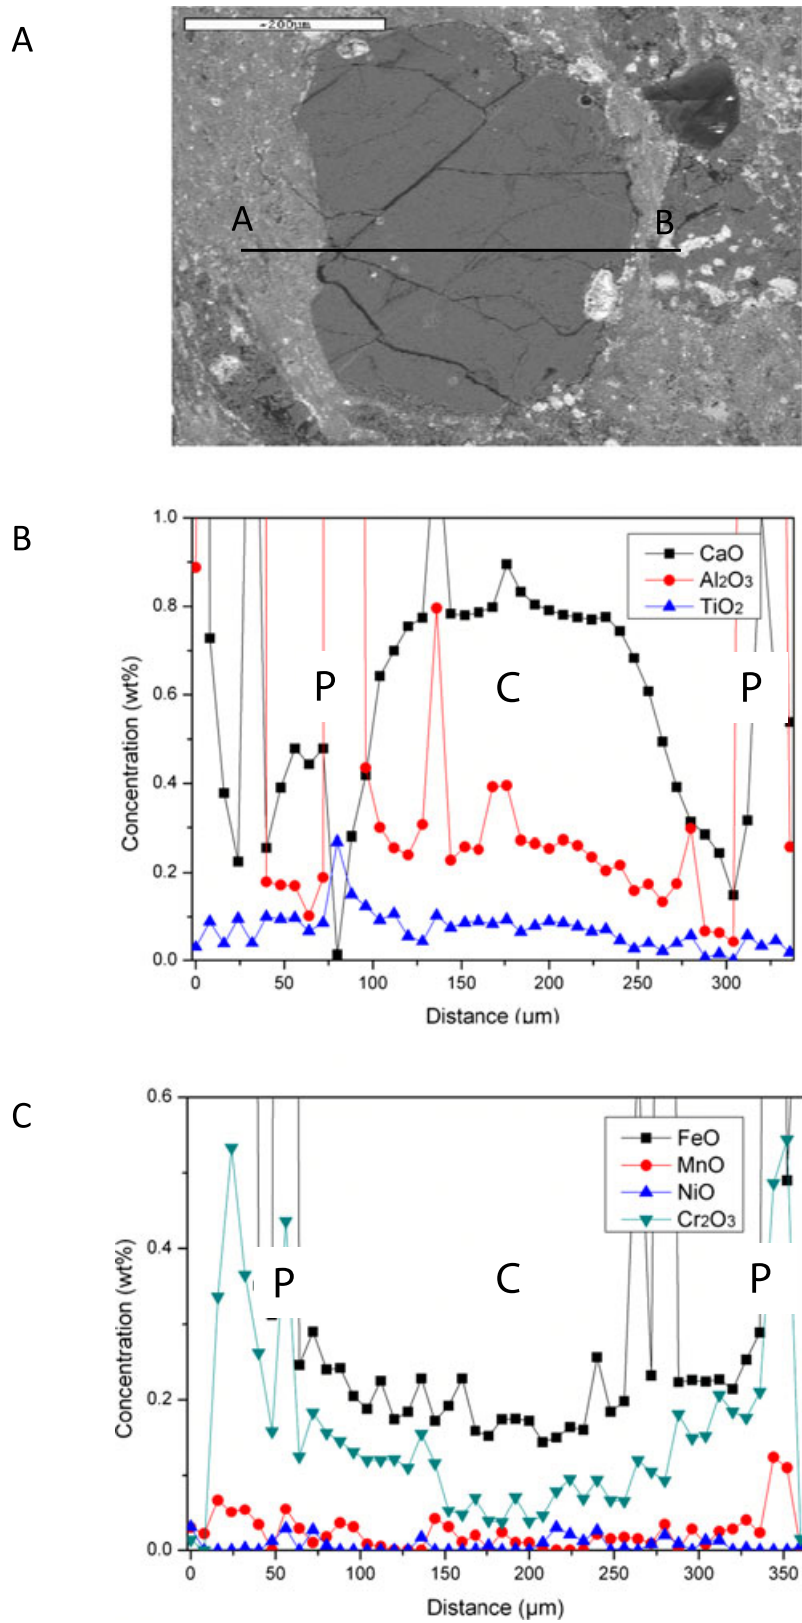 A
~200µm
A
B
B
1.0
0.8
0.6
0.4
0.2
0.0
Concentration (wt%)
CaO
Al2O3
TiO2
P
C
P
0
50
100
150
200
250
300
Distance (µm)
C
0.6
0.4
0.2
0.0
Concentration (wt%)
FeO
MnO
NiO
Cr2O3
P
C
P
0
50
100
150
200
250
300
350
Distance (µm)